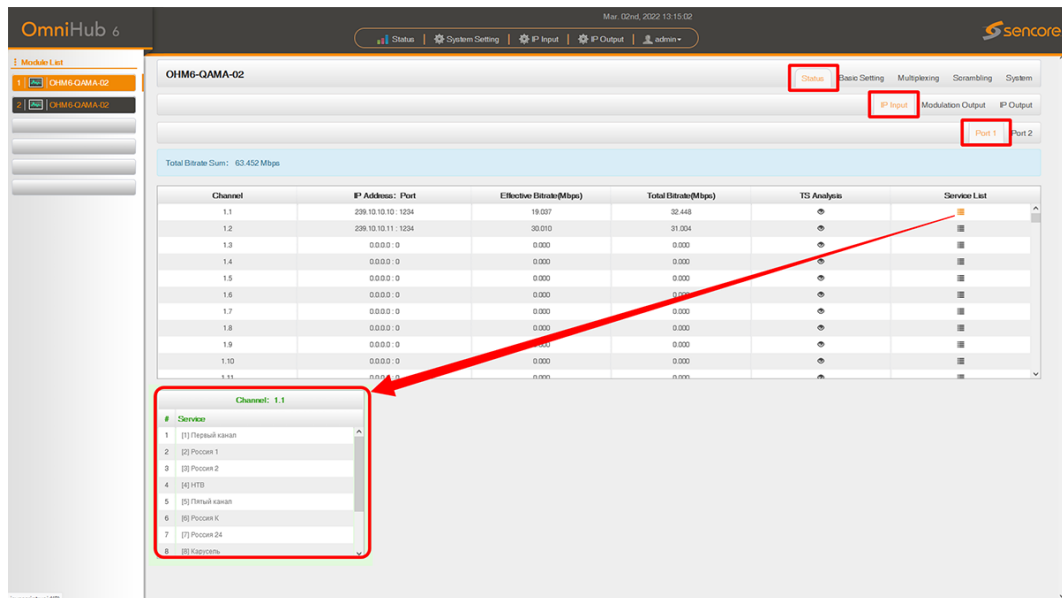 Mar. 02nd, 2022 13:15:02
OmniHub 6
Status | System Setting | IP Input | IP Output | admin
sencore
Module List
1 OHM6-QAMA-02
2 OHM6-QAMA-02
OHM6-QAMA-02
Status Basic Setting Multiplexing Scrambling System
IP Input Modulation Output IP Output
Port 1 Port 2
Total Bitrate Sum: 63.452 Mbps
Channel IP Address: Port Effective Bitrate(Mbps) Total Bitrate(Mbps) TS Analysis Service List
1.1 239.10.10.10 : 1234 19.037 32.448
1.2 239.10.10.11 : 1234 30.010 31.004
1.3 0.0.0.0 : 0 0.000 0.000
1.4 0.0.0.0 : 0 0.000 0.000
1.5 0.0.0.0 : 0 0.000 0.000
1.6 0.0.0.0 : 0 0.000
1.7 0.0.0.0 : 0 0.000 0.000
1.8 0.0.0.0 : 0 0.000 0.000
1.9 0.0.0.0 : 0 0.000
1.10 0.0.0.0 : 0 0.000 0.000
1.11 0.000 0.000
Channel: 1.1
# Service
1 [1] Первый канал
2 [2] Россия 1
3 [3] Россия 2
4 [4] НТВ
5 [5] Пятый канал
6 [6] Россия К
7 [7] Россия 24
8 [8] Карусель